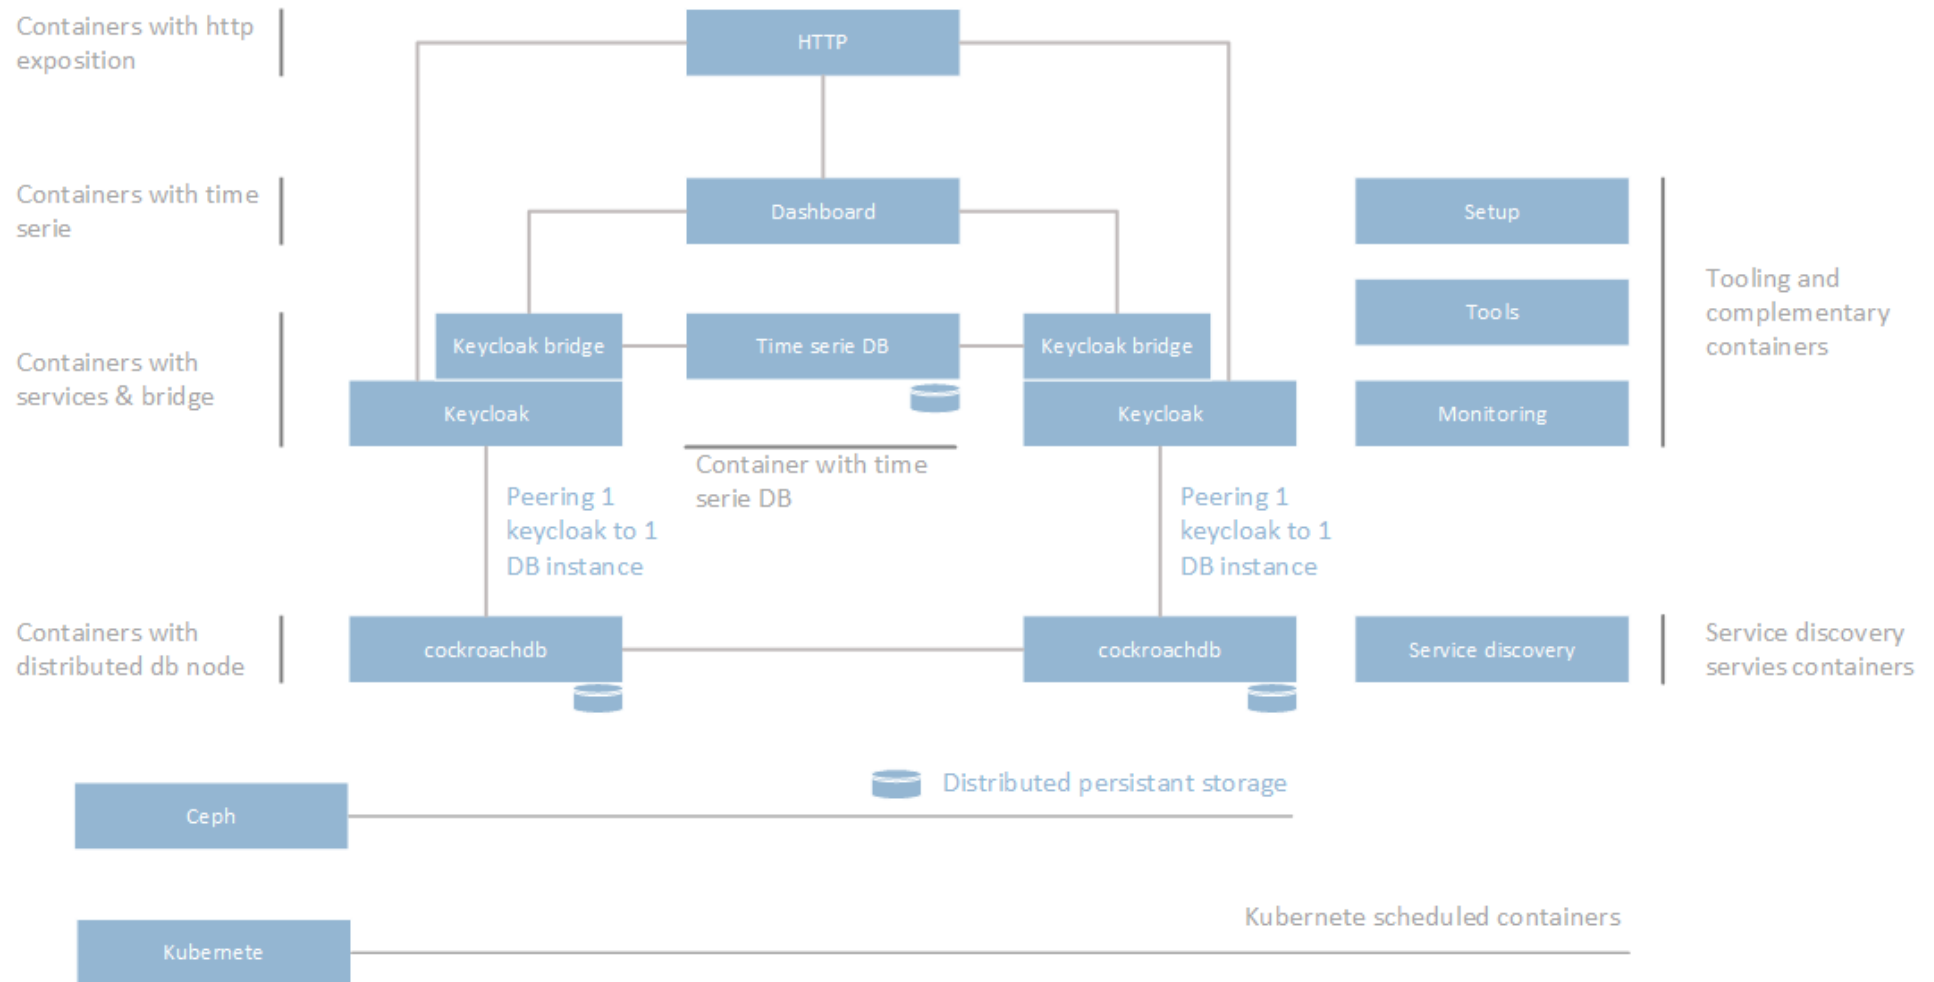 Containers with http
exposition
HTTP
Containers with time
serie
Dashboard
Setup
Tooling and
complementary
containers
Tools
Containers with
services & bridge
Keycloak bridge
Time serie DB
Keycloak bridge
Keycloak
Keycloak
Monitoring
Container with time
serie DB
Peering 1
keycloak to 1
DB instance
Peering 1
keycloak to 1
DB instance
Containers with
distributed db node
cockroachdb
cockroachdb
Service discovery
Service discovery
servies containers
Distributed persistant storage
Ceph
Kubernete scheduled containers
Kubernete